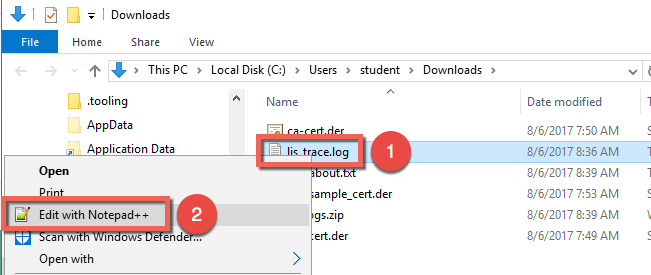 Downloads
File Home Share View
This PC Local Disk (C:) Users student Downloads
Name Date modified
.tooling
AppData
Application Data
ca-cert.der 8/6/2017 7:50 AM
lis_trace.log 1 8/6/2017 8:36 AM
about.txt 8/6/2017 8:39 AM
sample_cert.der 8/6/2017 7:53 AM
ogs.zip 8/6/2017 8:39 AM
cert.der 8/6/2017 7:49 AM
Open
Print
Edit with Notepad++ 2
Scan with Windows Defender...
Open with